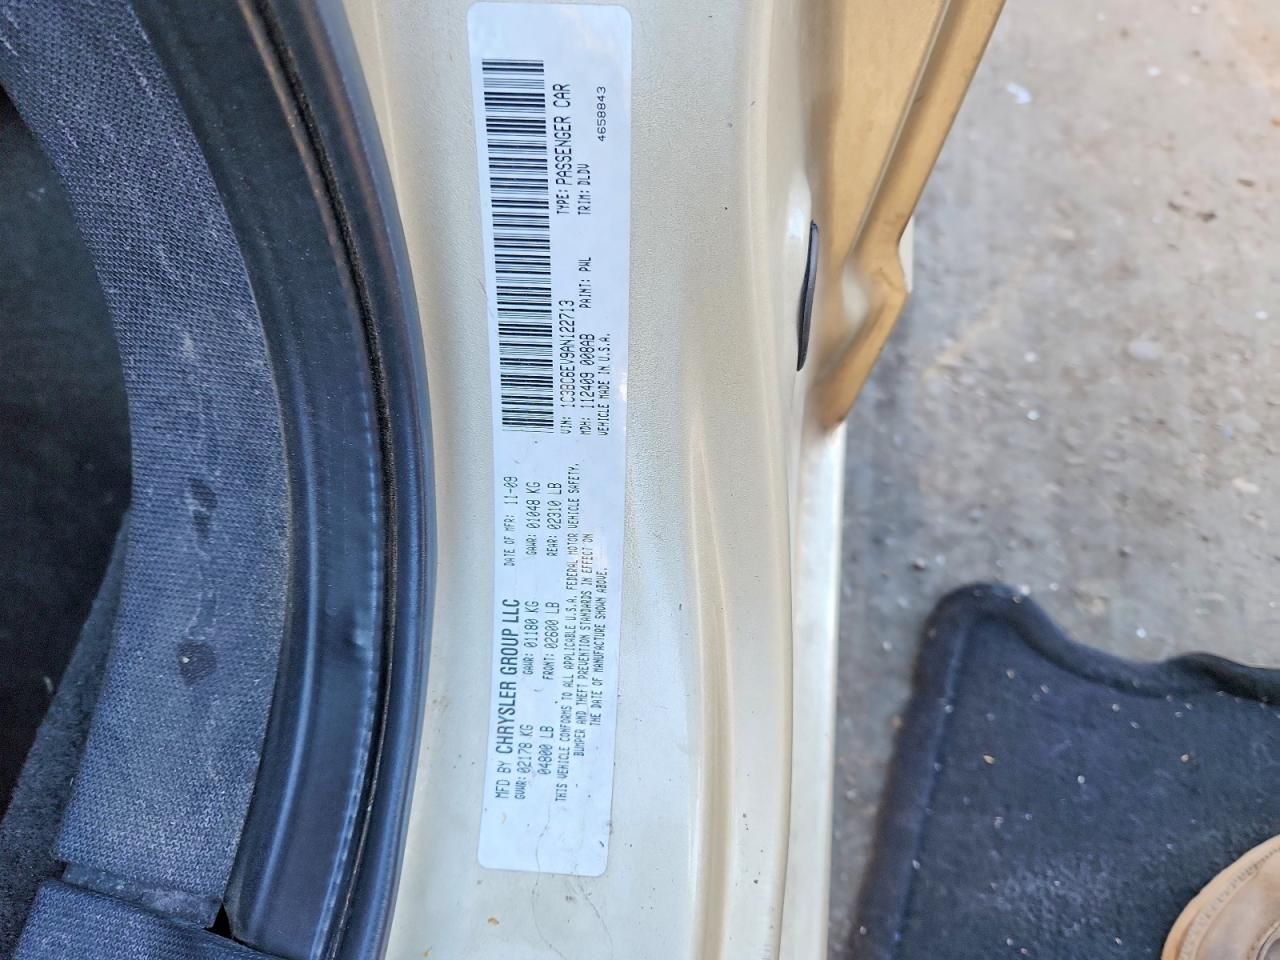 MFD BY CHRYSLER GROUP LLC DATE OF MFR: 11-09
GVWR: 02178 KG GAWR: 01180 KG GAWR: 01048 KG
04800 LB FRONT: 02600 LB REAR: 02310 LB
THIS VEHICLE CONFORMS TO ALL APPLICABLE U.S.A. FEDERAL MOTOR VEHICLE SAFETY,
BUMPER AND THEFT PREVENTION STANDARDS IN EFFECT ON
THE DATE OF MANUFACTURE SHOWN ABOVE.
VIN: 1C3BC6EV9AN122713 TYPE: PASSENGER CAR
MDH: 112409 008AB PAINT: PWL TRIM: DLDV
VEHICLE MADE IN U.S.A. 4658843